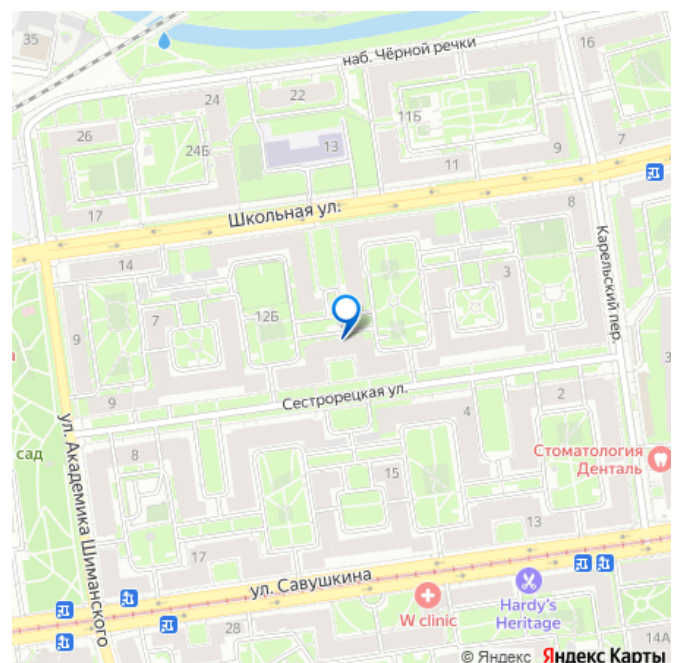 35
наб. Чёрной речки
16
22
24
11Б
26
24Б
13
7
11
9
17
Школьная ул.
8
14
Карельский пер.
3
12Б
7
9
3
9
Сестрорецкая ул.
2
4
ул. Академика Шиманского
сад
8
Стоматология
Денталь
15
13
17
ул. Савушкина
W clinic
Hardy's
Heritage
28
14А
© Яндекс Яндекс Карты